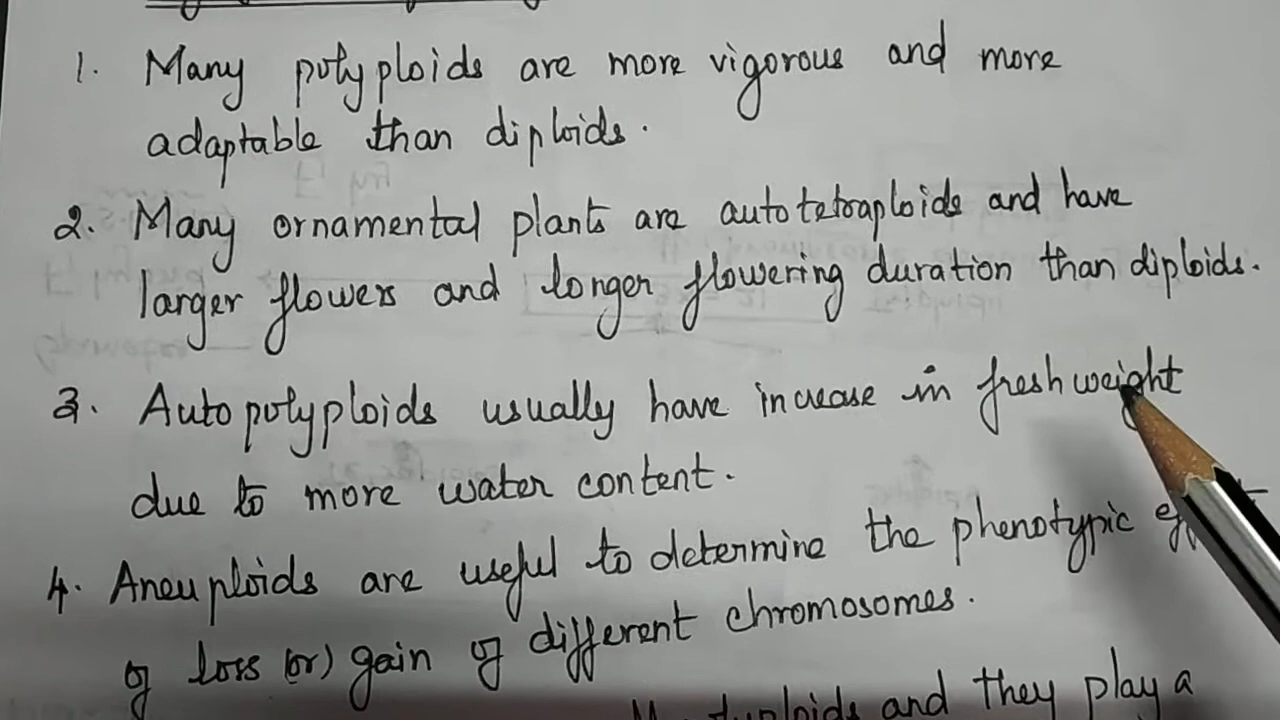 1. Many polyploids are more vigorous and more
adaptable than diploids.
2. Many ornamental plants are autotetraploids and have
larger flowers and longer flowering duration than diploids.
3. Autopolyploids usually have increase in fresh weight
due to more water content.
4. Aneuploids are useful to determine the phenotypic
of loss (or) gain of different chromosomes.
and they play a